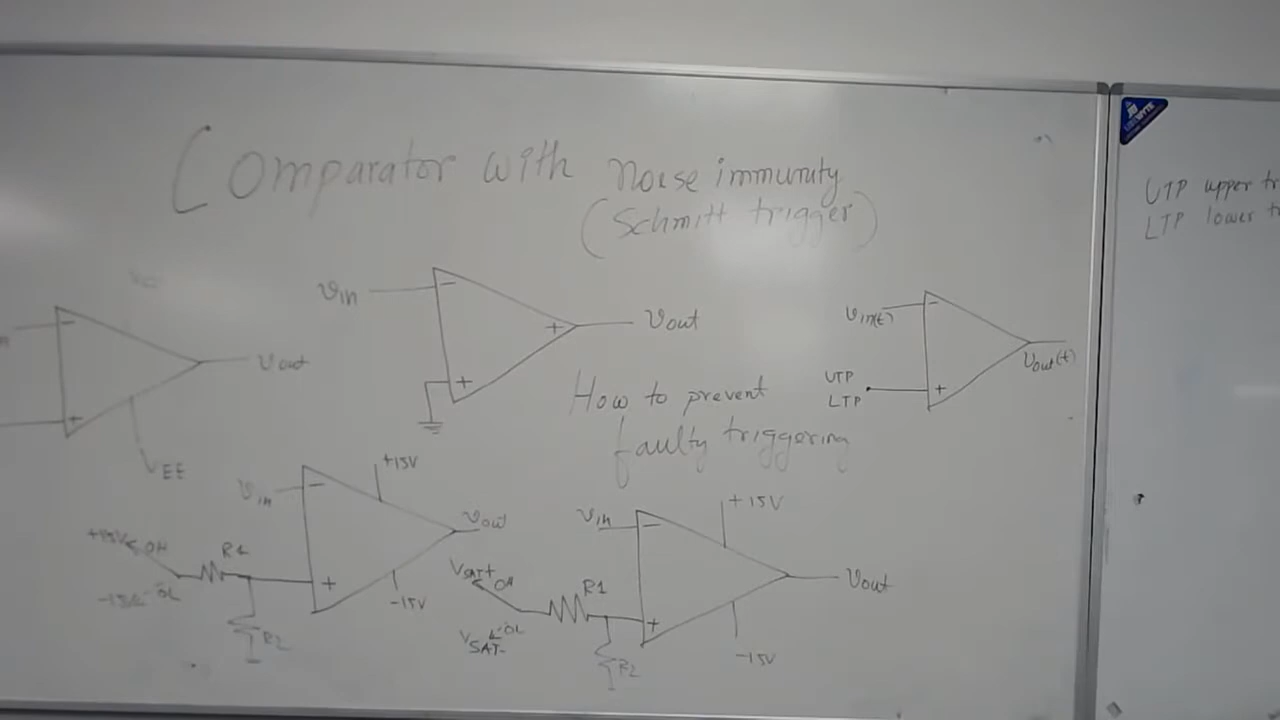 Comparator with noise immunity
(Schmitt trigger)
UTP upper
LTP lower
Vout
VEE
vin
Vout
+
+
-
How to prevent
faulty triggering
Vin(t)
-
UTP
LTP
+
Vout(t)
Vin
-
+15V
Vout
OH
R1
OL
+
-15V
R2
Vin
-
+15V
Vout
VSAT+
OH
R1
VSAT-
OL
+
-15V
R2